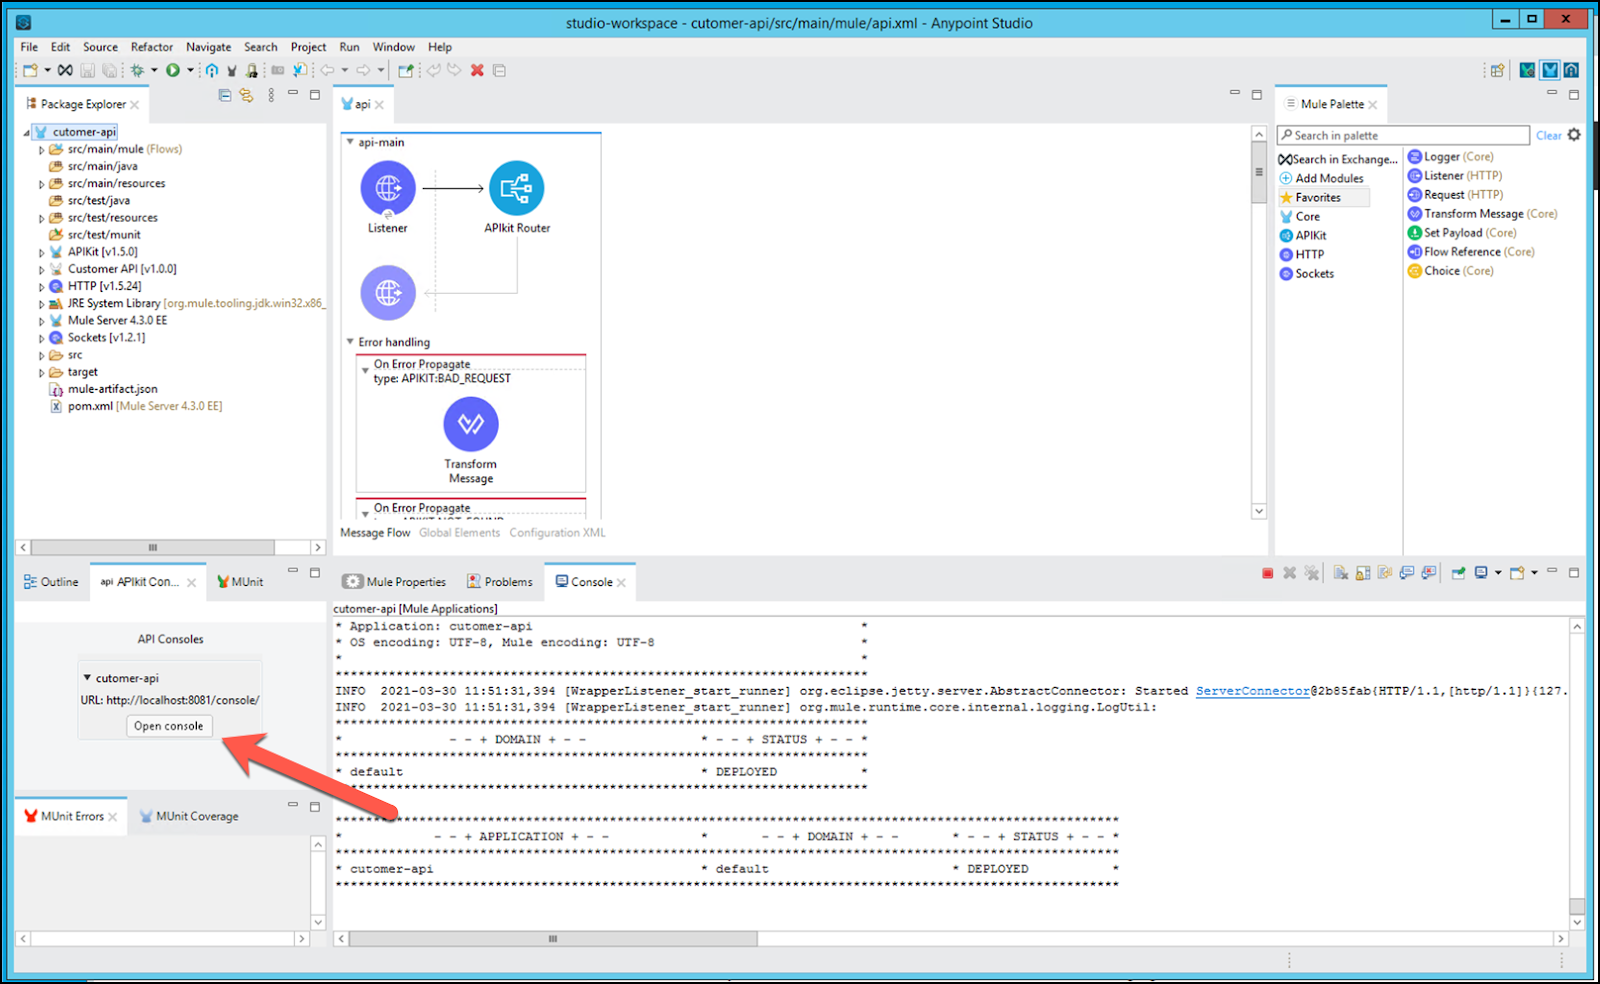 studio-workspace - cutomer-api/src/main/mule/api.xml - Anypoint Studio
File Edit Source Refactor Navigate Search Project Run Window Help
Package Explorer
cutomer-api
src/main/mule (Flows)
src/main/java
src/main/resources
src/test/java
src/test/resources
src/test/munit
APIKit [v1.5.0]
Customer API [v1.0.0]
HTTP [v1.5.24]
JRE System Library [org.mule.tooling.jdk.win32.x86_
Mule Server 4.3.0 EE
Sockets [v1.2.1]
src
target
mule-artifact.json
pom.xml [Mule Server 4.3.0 EE]
api
api-main
Listener
APIkit Router
Error handling
On Error Propagate
type: APIKIT:BAD_REQUEST
Transform
Message
On Error Propagate
Message Flow Global Elements Configuration XML
Mule Palette
Search in palette Clear
Search in Exchange...
Add Modules
Favorites
Core
APIKit
HTTP
Sockets
Logger (Core)
Listener (HTTP)
Request (HTTP)
Transform Message (Core)
Set Payload (Core)
Flow Reference (Core)
Choice (Core)
Outline api APIkit Con... MUnit
API Consoles
cutomer-api
URL: http://localhost:8081/console/
Open console
MUnit Errors MUnit Coverage
Mule Properties Problems Console
cutomer-api [Mule Applications]
* Application: cutomer-api *
* OS encoding: UTF-8, Mule encoding: UTF-8 *
* *
**********************************************************************
INFO 2021-03-30 11:51:31,394 [WrapperListener_start_runner] org.eclipse.jetty.server.AbstractConnector: Started ServerConnector@2b85fab{HTTP/1.1,[http/1.1]}{127.
INFO 2021-03-30 11:51:31,394 [WrapperListener_start_runner] org.mule.runtime.core.internal.logging.LogUtil:
**********************************************************************
* - - + DOMAIN + - - * - - + STATUS + - - *
**********************************************************************
* default * DEPLOYED *
**********************************************************************
*******************************************************************************************************
* - - + APPLICATION + - - * - - + DOMAIN + - - * - - + STATUS + - - *
*******************************************************************************************************
* cutomer-api * default * DEPLOYED *
*******************************************************************************************************